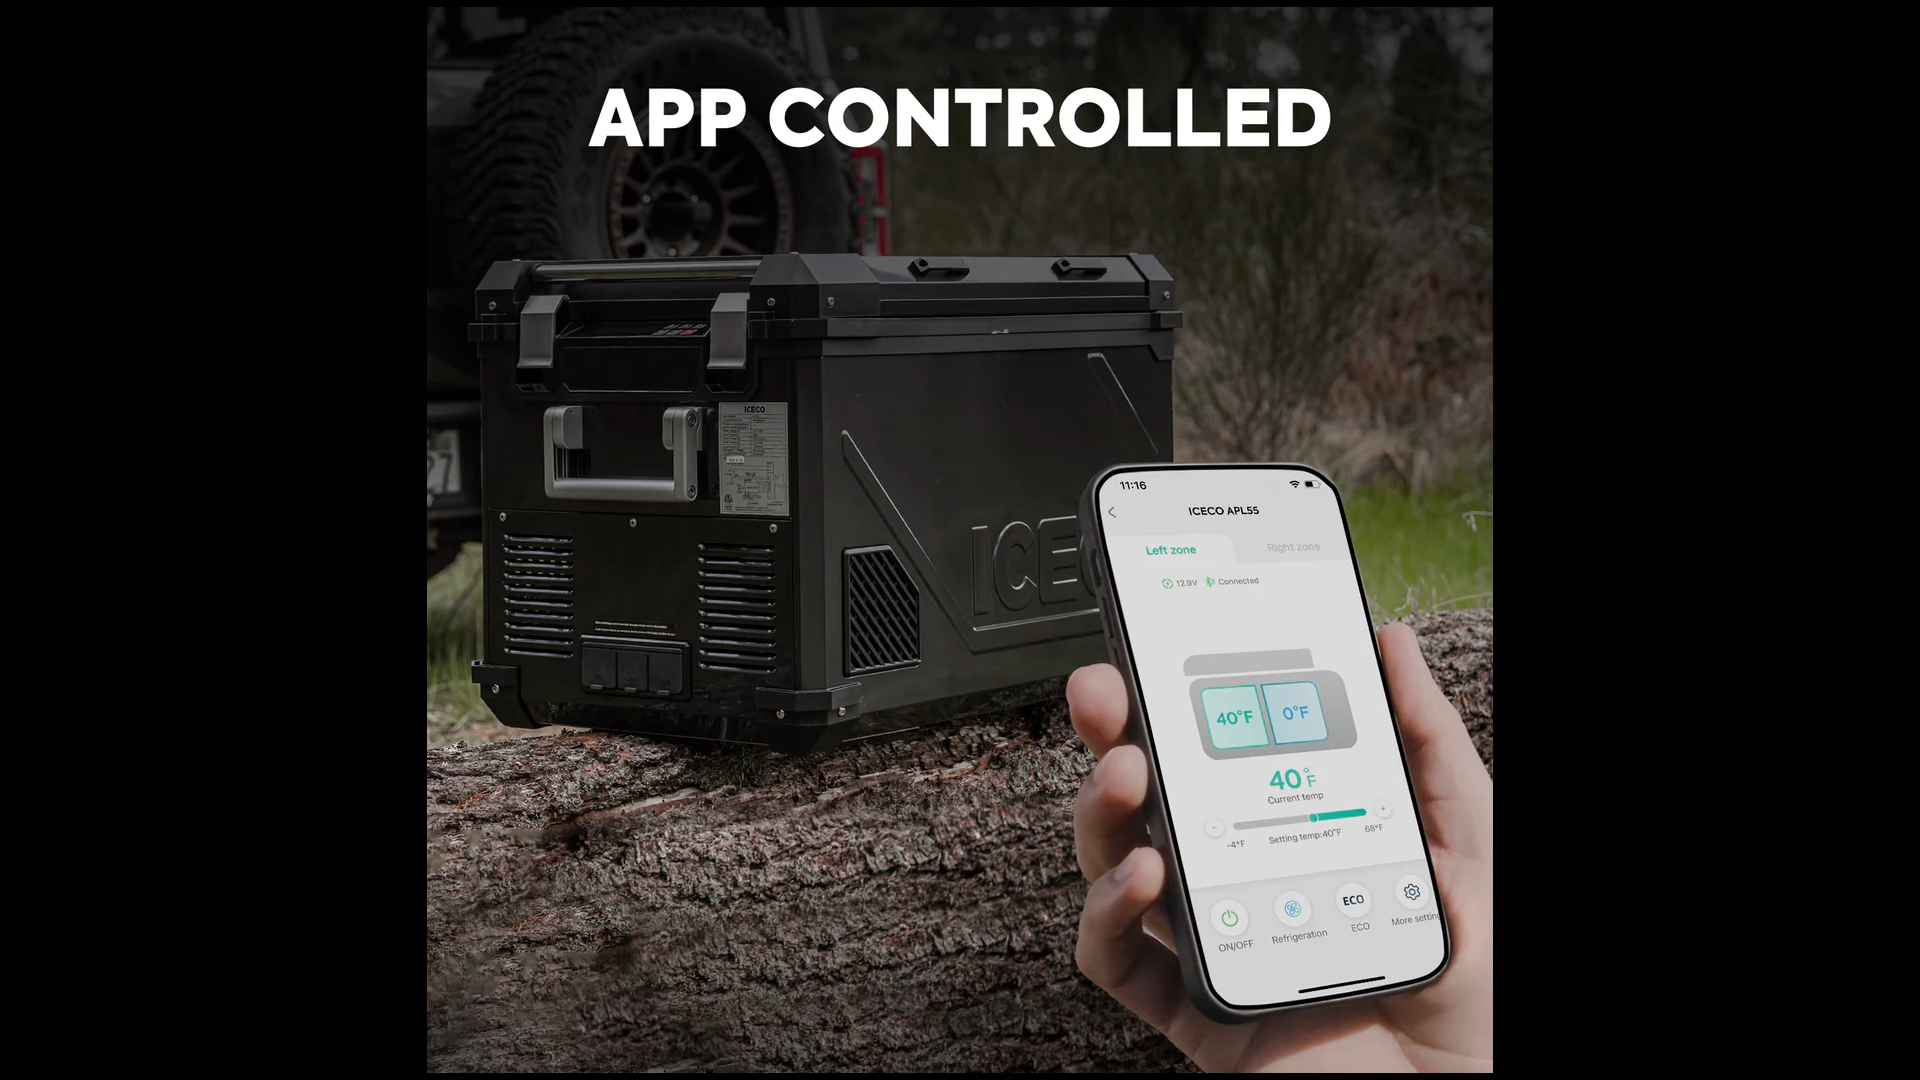 APP CONTROLLED
ICECO
ICEC
11:16
ICECO APL55
Left zone
Right zone
12.9V
Connected
40°F
0°F
40°F
Current temp
-4°F
Setting temp:40°F
68°F
ON/OFF
Refrigeration
ECO
ECO
More setting